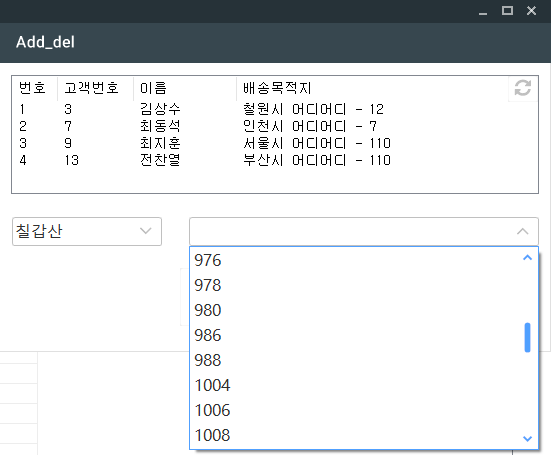 Add_del
번호 고객번호 이름 배송목적지
1 3 김상수 철원시 어디어디 - 12
2 7 최동석 인천시 어디어디 - 7
3 9 최지훈 서울시 어디어디 - 110
4 13 전찬열 부산시 어디어디 - 110
칠갑산
976
978
980
986
988
1004
1006
1008